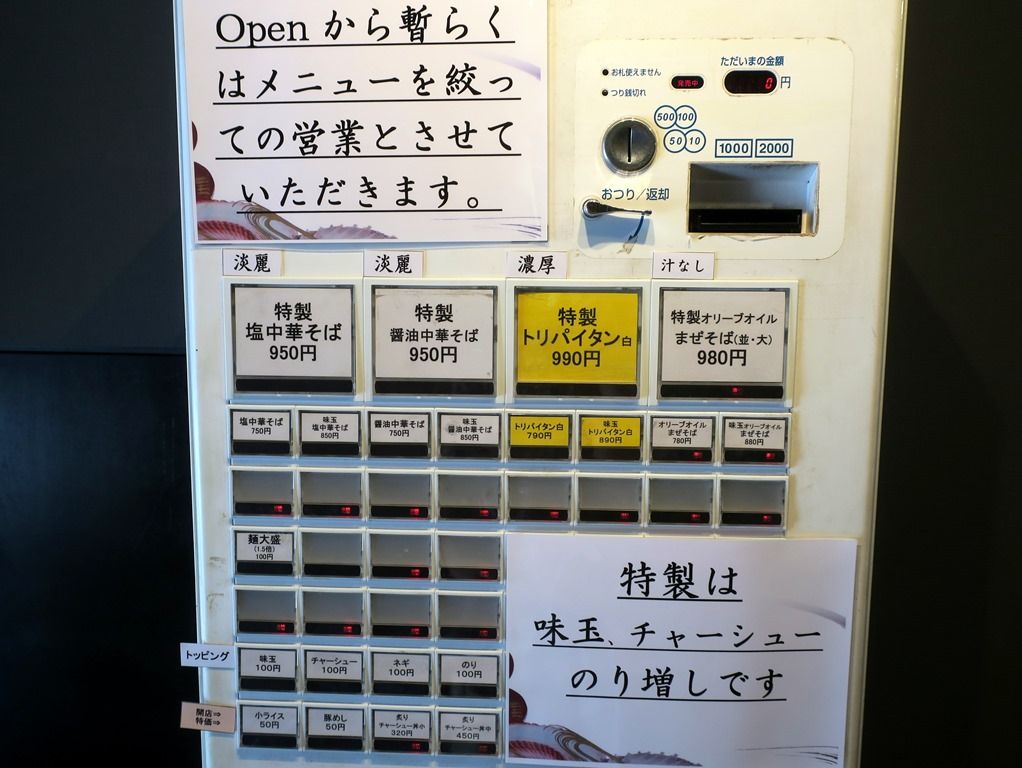 Open から暫らく
はメニューを絞っ
ての営業とさせて
いただきます。
お札使えません
つり銭切れ
発売中
ただいまの金額
0円
500 100
50 10
1000 2000
おつり/返却
淡麗
淡麗
濃厚
汁なし
特製
塩中華そば
950円
特製
醤油中華そば
950円
特製
トリパイタン白
990円
特製オリーブオイル
まぜそば(並・大)
980円
塩中華そば
750円
味玉
塩中華そば
850円
醤油中華そば
750円
味玉
醤油中華そば
850円
トリパイタン白
790円
味玉
トリパイタン白
890円
オリーブオイル
まぜそば
780円
味玉オリーブオイル
まぜそば
880円
麺大盛
(1.5倍)
100円
特製は
味玉、チャーシュー
のり増しです
トッピング
味玉
100円
チャーシュー
100円
ネギ
100円
のり
100円
開店⇒
特価⇒
小ライス
50円
豚めし
50円
炙り
チャーシュー丼小
320円
炙り
チャーシュー丼中
450円